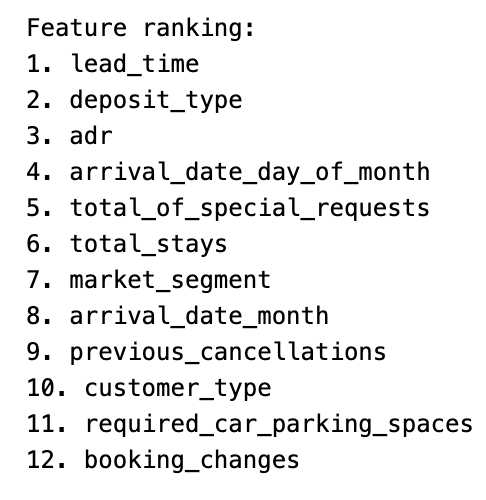 Feature ranking:
1. lead_time
2. deposit_type
3. adr
4. arrival_date_day_of_month
5. total_of_special_requests
6. total_stays
7. market_segment
8. arrival_date_month
9. previous_cancellations
10. customer_type
11. required_car_parking_spaces
12. booking_changes